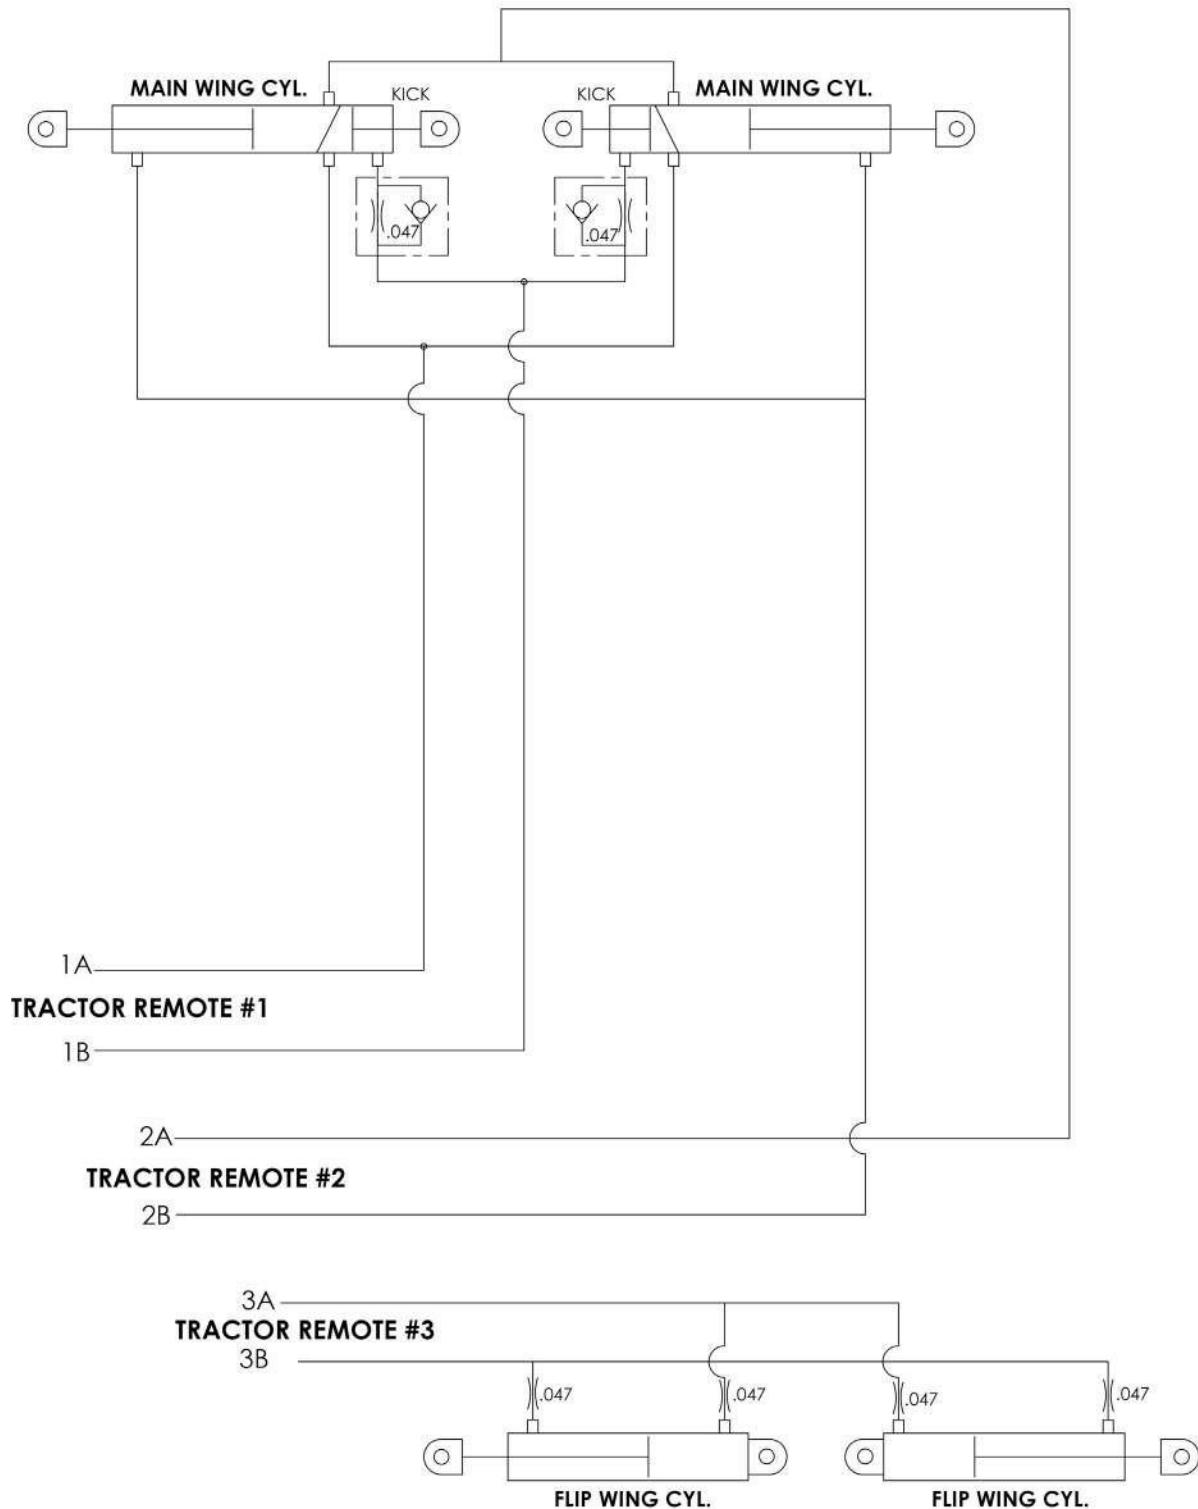 MAIN WING CYL.
KICK
KICK
MAIN WING CYL.
.047
.047
1A
TRACTOR REMOTE #1
1B
2A
TRACTOR REMOTE #2
2B
3A
TRACTOR REMOTE #3
3B
.047
.047
.047
.047
FLIP WING CYL.
FLIP WING CYL.